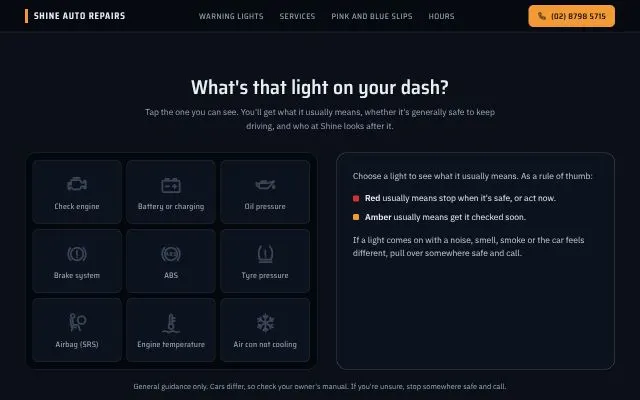 SHINE AUTO REPAIRS
WARNING LIGHTS
SERVICES
PINK AND BLUE SLIPS
HOURS
(02) 8798 5715
What's that light on your dash?
Tap the one you can see. You'll get what it usually means, whether it's generally safe to keep
driving, and who at Shine looks after it.
Check engine
Battery or charging
Oil pressure
Brake system
ABS
ABS
Tyre pressure
Airbag (SRS)
Engine temperature
Air con not cooling
Choose a light to see what it usually means. As a rule of thumb:
Red usually means stop when it's safe, or act now.
Amber usually means get it checked soon.
If a light comes on with a noise, smell, smoke or the car feels
different, pull over somewhere safe and call.
General guidance only. Cars differ, so check your owner's manual. If you're unsure, stop somewhere safe and call.